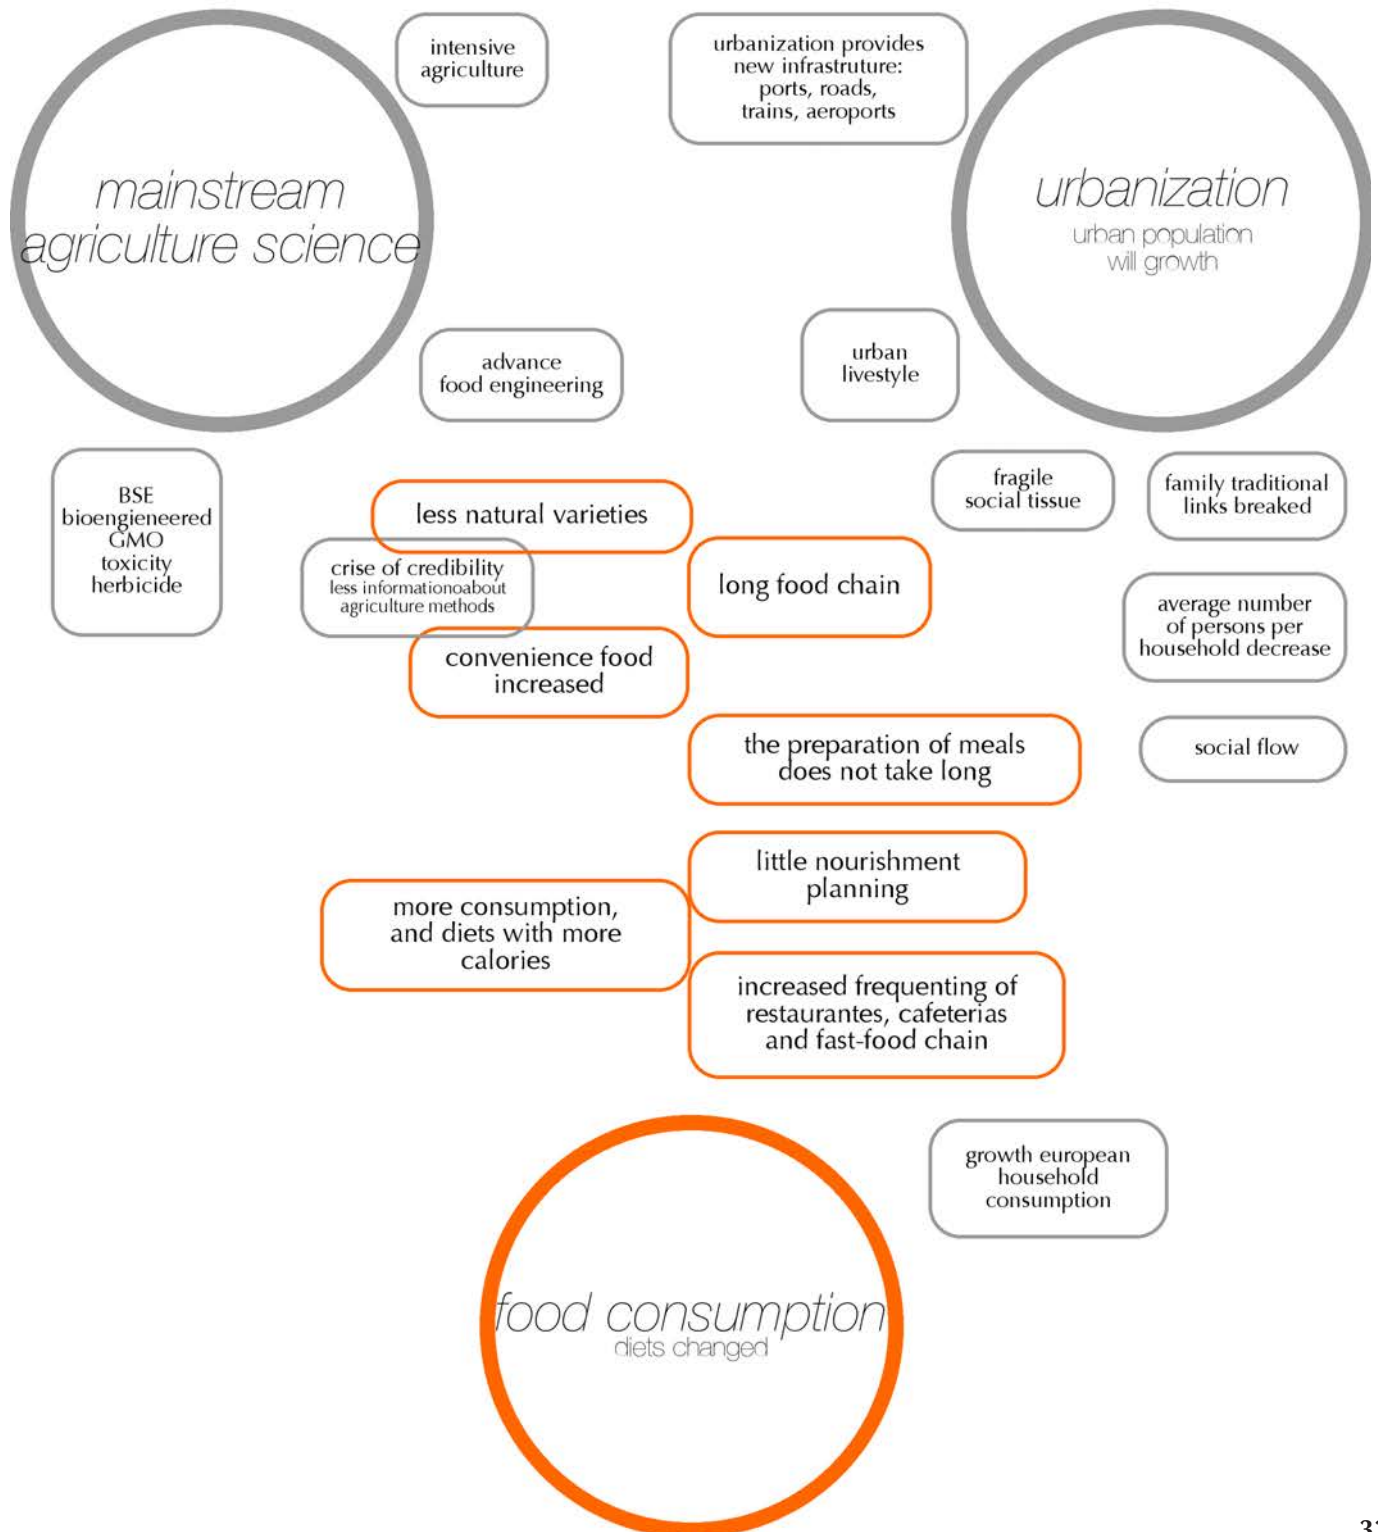 intensive
agriculture
urbanization provides
new infrastruture:
ports, roads,
trains, aeroports
mainstream
agriculture science
urbanization
urban population
will growth
advance
food engineering
urban
livestyle
BSE
bioengieneered
GMO
toxicity
herbicide
less natural varieties
fragile
social tissue
family traditional
links breaked
crise of credibility
less informationoabout
agriculture methods
long food chain
average number
of persons per
household decrease
convenience food
increased
the preparation of meals
does not take long
social flow
little nourishment
planning
more consumption,
and diets with more
calories
increased frequenting of
restaurantes, cafeterias
and fast-food chain
growth european
household
consumption
food consumption
diets changed